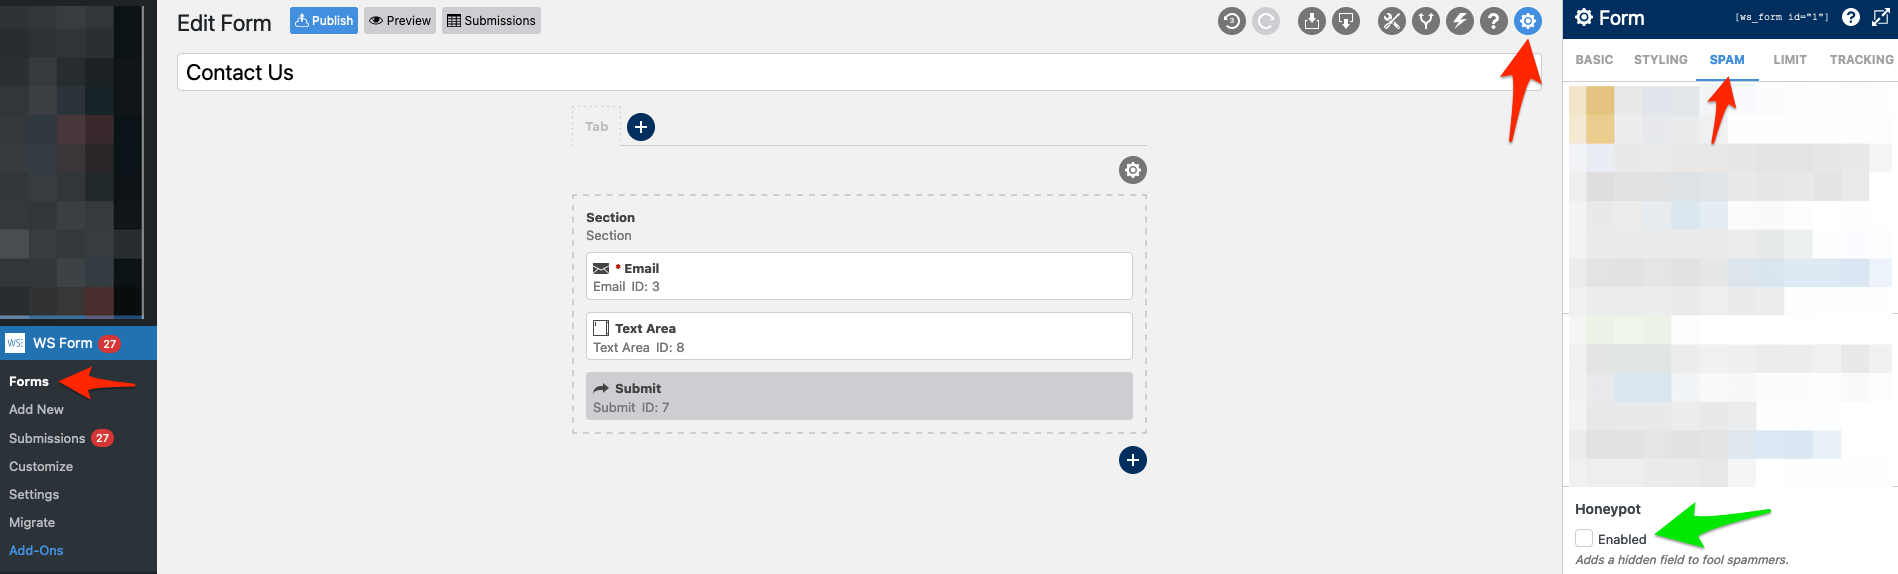 Edit Form
Publish
Preview
Submissions
3
?
Contact Us
Tab
Section
Section
* Email
Email ID: 3
Text Area
Text Area ID: 8
Submit
Submit ID: 7
WS
WS Form 27
Forms
Add New
Submissions 27
Customize
Settings
Migrate
Add-Ons
Form
[ws_form id="1"]
?
BASIC STYLING SPAM LIMIT TRACKING
Honeypot
Enabled
Adds a hidden field to fool spammers.